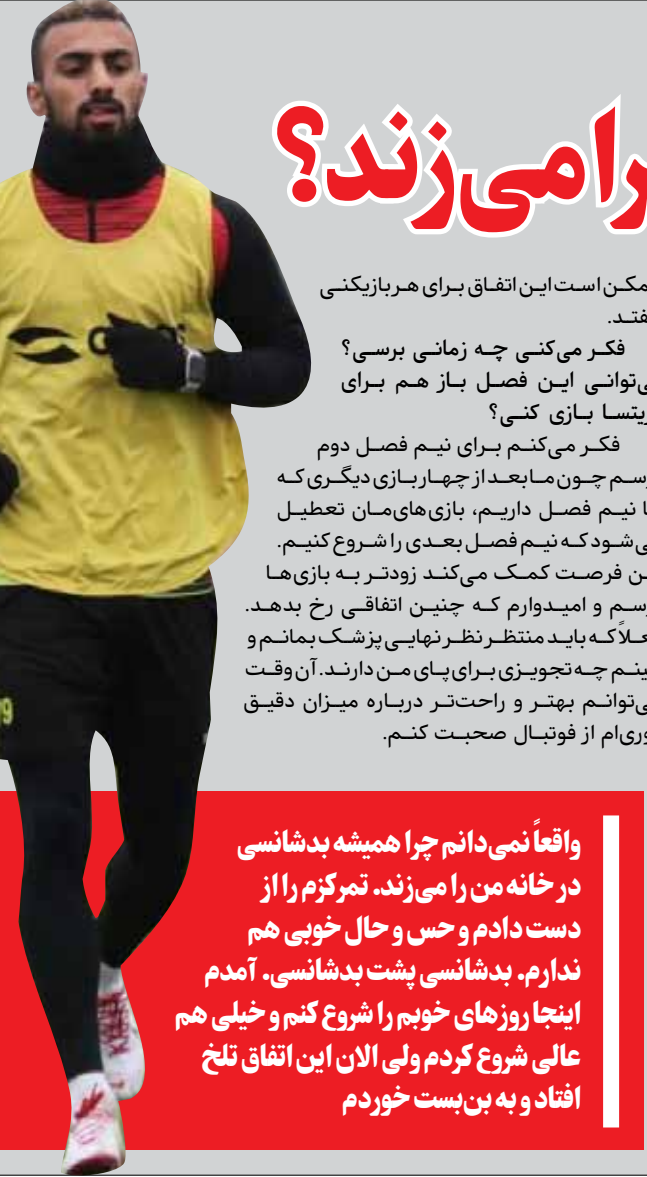 را می‌زند؟
مکن است این اتفاق برای هر بازیکنی
فتد.
فکر می‌کنی چه زمانی برسی؟
ی‌توانی این فصل باز هم برای
ریتسا بازی کنی؟
فکر می‌کنم برای نیم فصل دوم
رسم چون ما بعد از چهار بازی دیگری که
ا نیم فصل داریم، بازی‌های‌مان تعطیل
ی‌شود که نیم فصل بعدی را شروع کنیم.
ن فرصت کمک می‌کند زودتر به بازی‌ها
رسم و امیدوارم که چنین اتفاقی رخ بدهد.
علاً که باید منتظر نظر نهایی پزشک بمانم و
ینم چه تجویزی برای پای من دارند. آن وقت
ی‌توانم بهتر و راحت‌تر درباره میزان دقیق
وری‌ام از فوتبال صحبت کنم.
واقعاً نمی‌دانم چرا همیشه بدشانسی
در خانه من را می‌زند. تمرکزم را از
دست دادم و حس و حال خوبی هم
ندارم. بدشانسی پشت بدشانسی. آمدم
اینجا روزهای خوبم را شروع کنم و خیلی هم
عالی شروع کردم ولی الان این اتفاق تلخ
افتاد و به بن‌بست خوردم